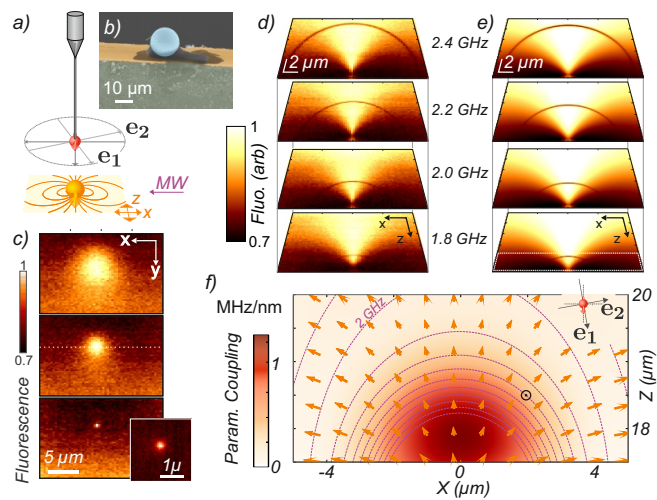 a)
b)
10 µm
e₂
e₁
MW
z
x
c)
x
y
1
0.7
Fluorescence
5 µm
1µ
d)
e)
2 µm
2.4 GHz
2 µm
2.2 GHz
1
Fluo. (arb)
0.7
2.0 GHz
1.8 GHz
x
z
x
z
f)
MHz/nm
Param. Coupling
1
0
2 GHz
e₂
e₁
20
18
Z (µm)
-4
-2
0
2
4
X (µm)